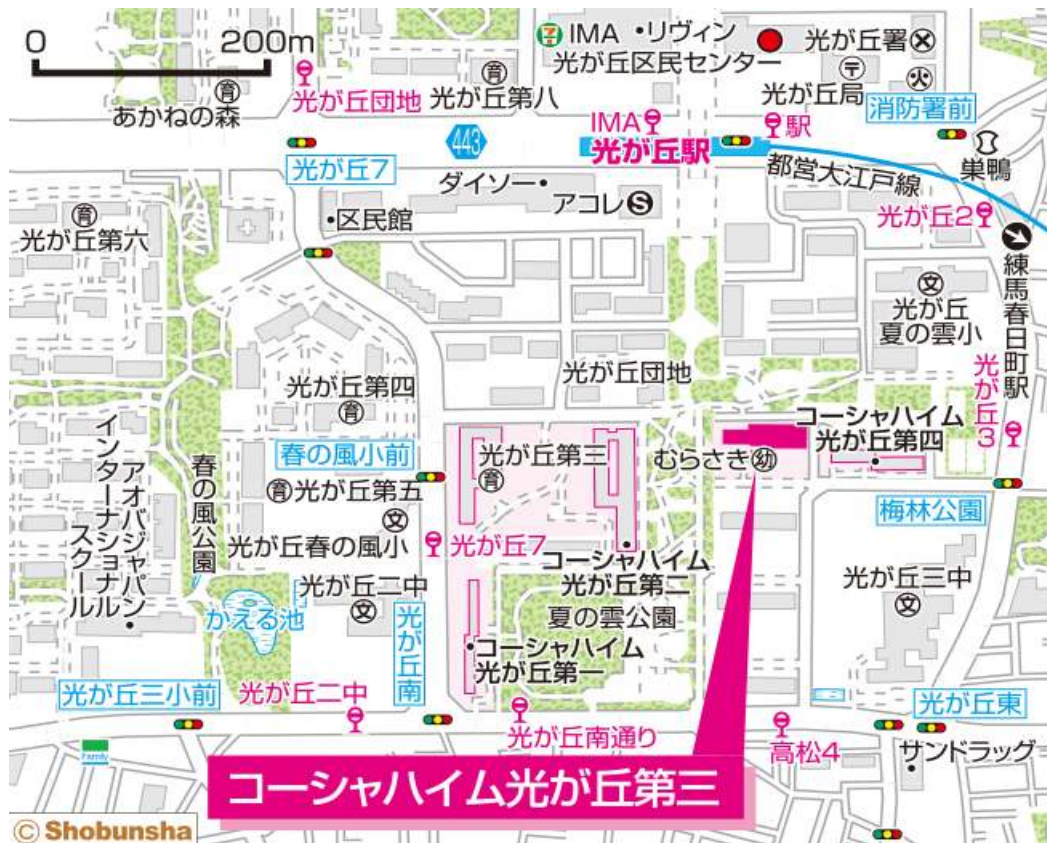 0 200m
IMA ・リヴィン
光が丘区民センター
光が丘署
〒
光が丘局
火
消防署前
育
あかねの森
光が丘団地
育
光が丘第八
IMA
光が丘駅
駅
443
光が丘7
都営大江戸線
巣鴨
ダイソー・
アコレ
S
光が丘2
・区民館
育
光が丘第六
練馬春日町駅
文
光が丘
夏の雲小
光が丘3
光が丘団地
光が丘第四
育
コーシャハイム
光が丘第四
むらさき幼
光が丘第三
育
春の風小前
育光が丘第五
文
光が丘春の風小
光が丘7
梅林公園
春の風公園
アオバジャパン
インターナショナル
スクール
コーシャハイム
光が丘第二
夏の雲公園
光が丘三中
文
光が丘二中
文
かえる池
光が丘南
コーシャハイム
光が丘第一
光が丘三小前
光が丘二中
光が丘南通り
高松4
光が丘東
サンドラッグ
Family
コーシャハイム光が丘第三
© Shobunsha